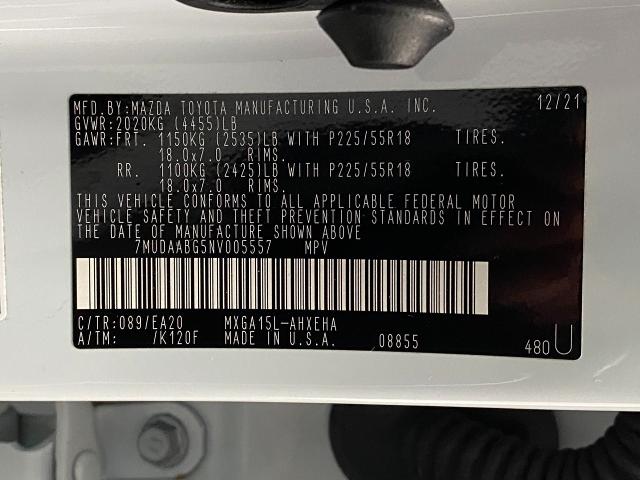 MFD.BY:MAZDA TOYOTA MANUFACTURING U.S.A. INC. 12/21
GVWR:2020KG (4455)LB
GAWR:FRT. 1150KG (2535)LB WITH P225/55R18 TIRES.
18.0x7.0 RIMS.
RR. 1100KG (2425)LB WITH P225/55R18 TIRES.
18.0x7.0 RIMS.
THIS VEHICLE CONFORMS TO ALL APPLICABLE FEDERAL MOTOR
VEHICLE SAFETY AND THEFT PREVENTION STANDARDS IN EFFECT ON
THE DATE OF MANUFACTURE SHOWN ABOVE
7MUDAABG5NV005557 MPV
C/TR:089/EA20 MXGA15L-AHXEHA
A/TM: /K120F MADE IN U.S.A. 08855
480U